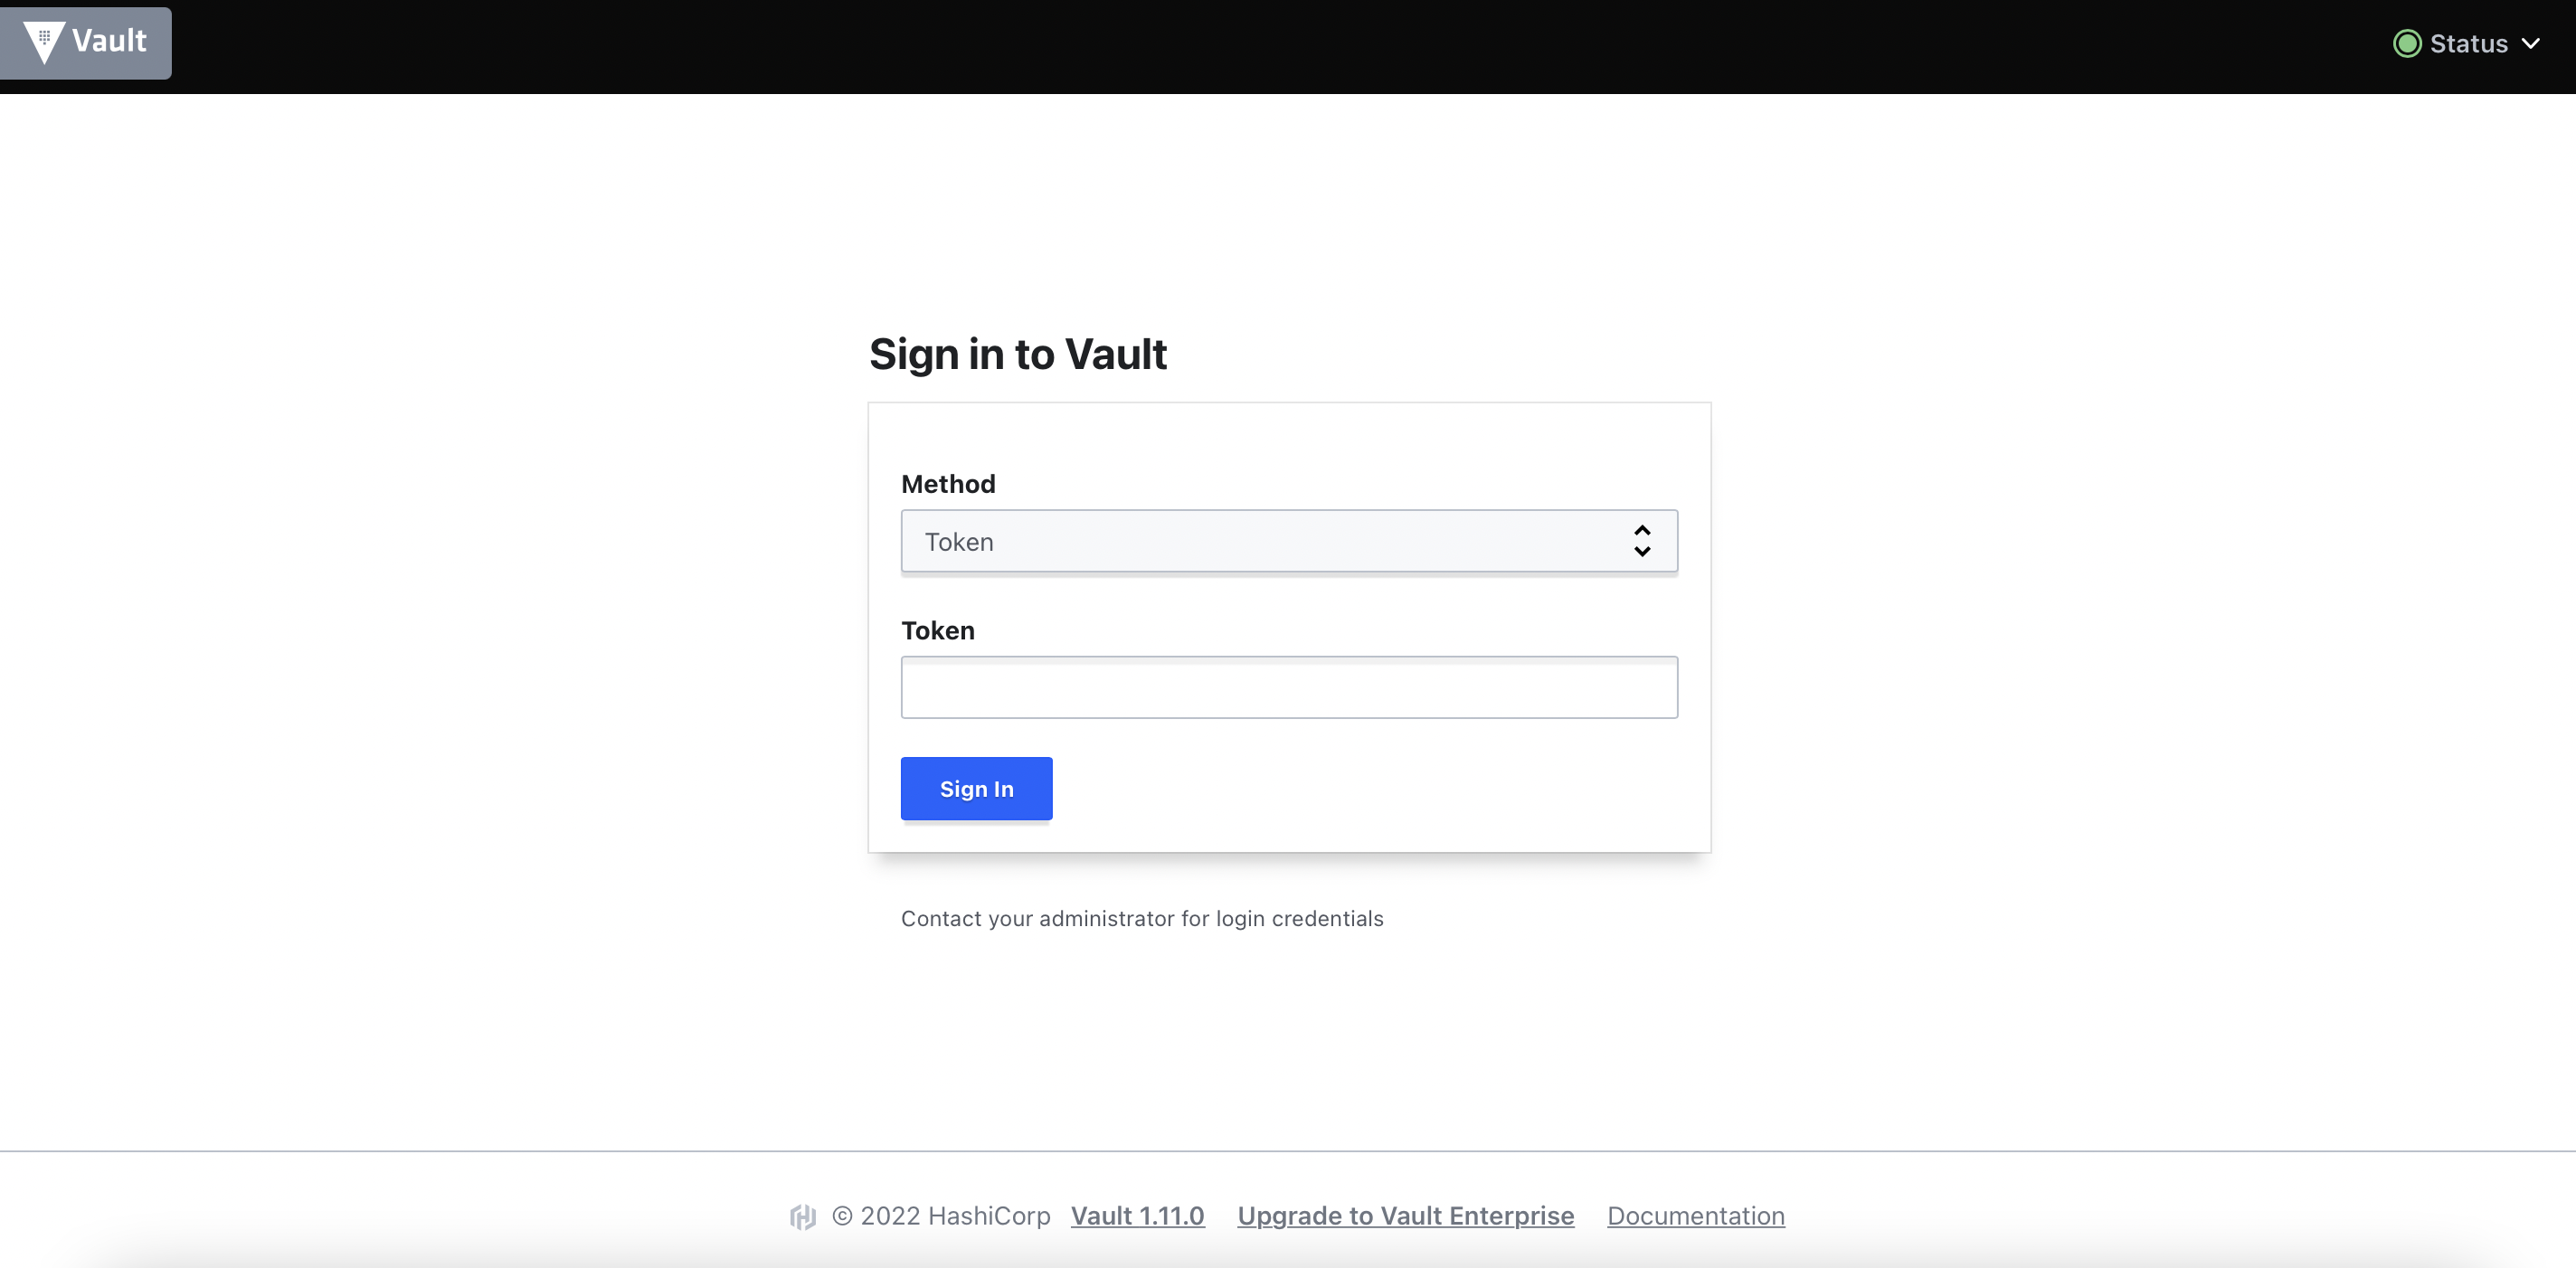 Vault
Status
Sign in to Vault
Method
Token
Token
Sign In
Contact your administrator for login credentials
© 2022 HashiCorp Vault 1.11.0 Upgrade to Vault Enterprise Documentation